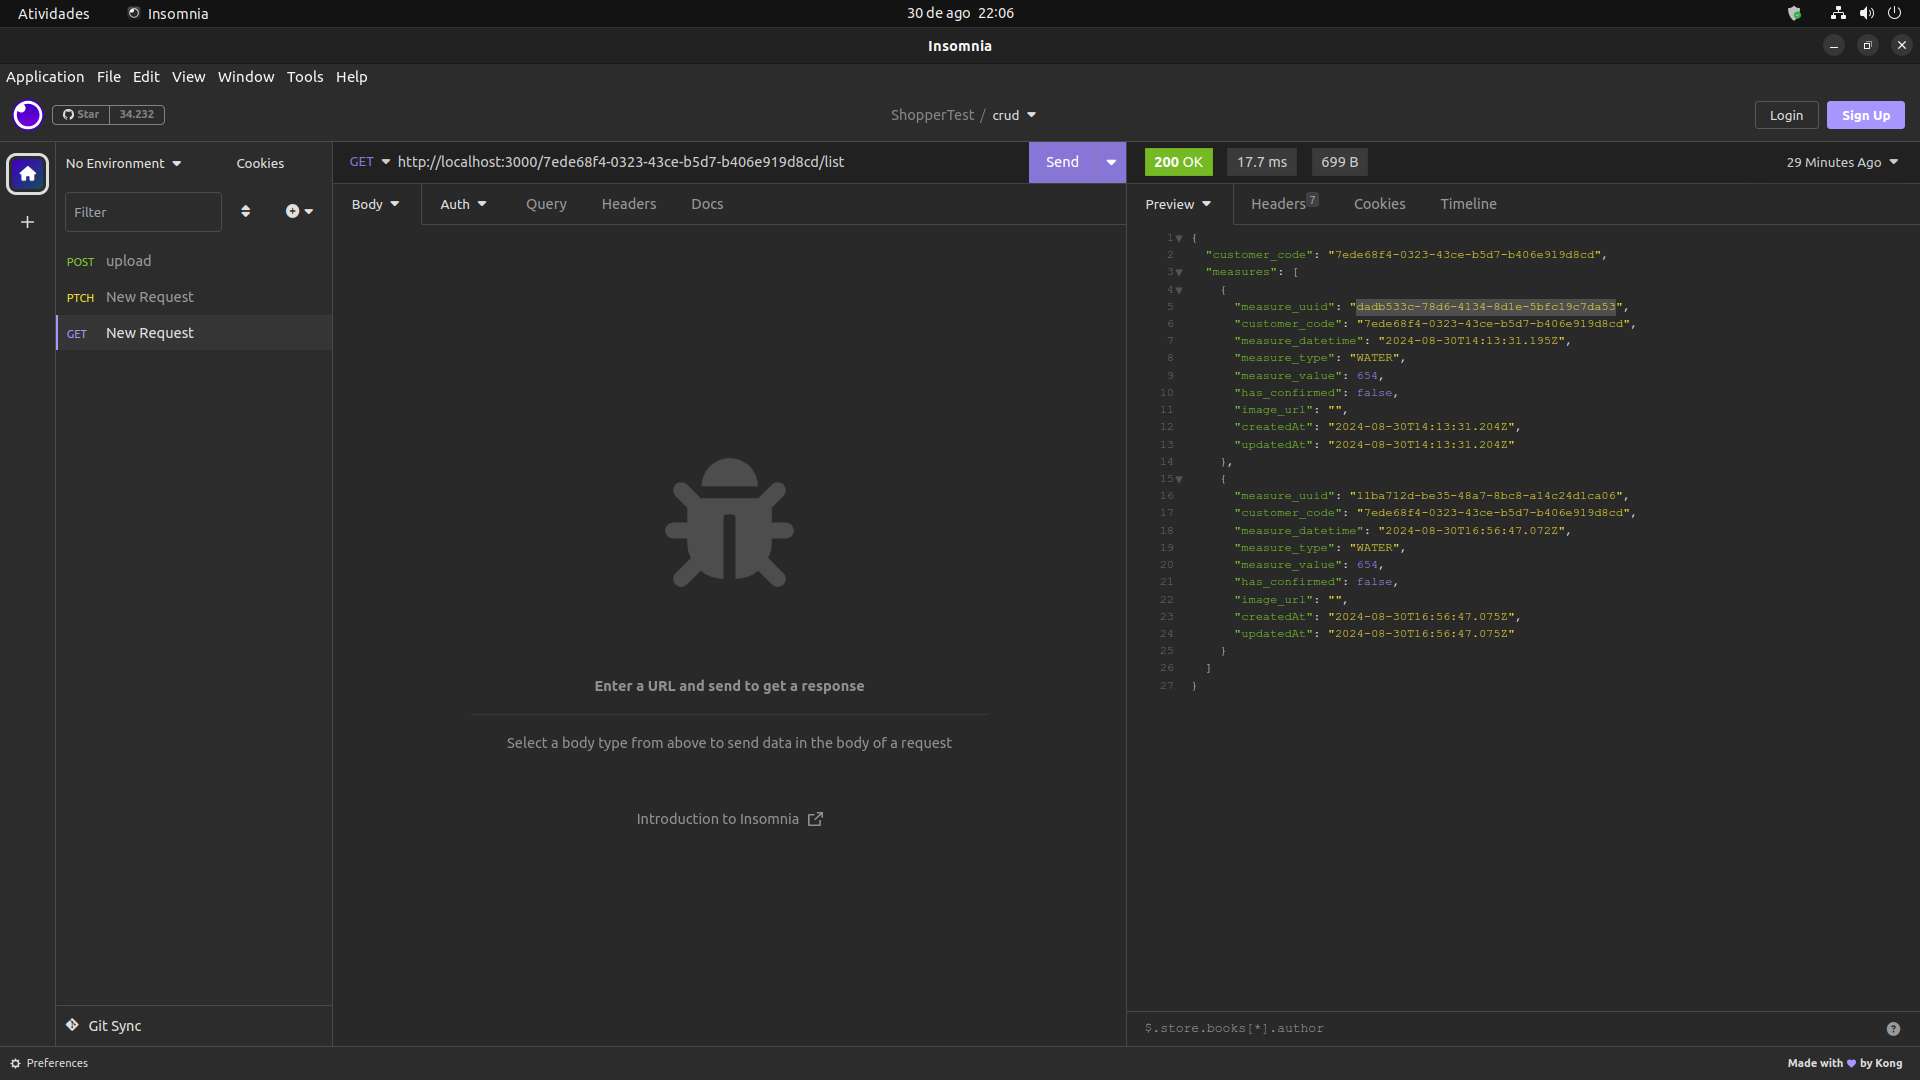 Atividades Insomnia 30 de ago 22:06
Insomnia
Application File Edit View Window Tools Help
Star 34.232 ShopperTest / crud Login Sign Up
No Environment Cookies
GET http://localhost:3000/7ede68f4-0323-43ce-b5d7-b406e919d8cd/list Send
200 OK 17.7 ms 699 B 29 Minutes Ago
Filter
Body Auth Query Headers Docs
Preview Headers 7 Cookies Timeline
POST upload
PTCH New Request
GET New Request
Enter a URL and send to get a response
Select a body type from above to send data in the body of a request
Introduction to Insomnia
1 {
2 "customer_code": "7ede68f4-0323-43ce-b5d7-b406e919d8cd",
3 "measures": [
4 {
5 "measure_uuid": "dadb533c-78d6-4134-8d1e-5bfc19c7da53",
6 "customer_code": "7ede68f4-0323-43ce-b5d7-b406e919d8cd",
7 "measure_datetime": "2024-08-30T14:13:31.195Z",
8 "measure_type": "WATER",
9 "measure_value": 654,
10 "has_confirmed": false,
11 "image_url": "",
12 "createdAt": "2024-08-30T14:13:31.204Z",
13 "updatedAt": "2024-08-30T14:13:31.204Z"
14 },
15 {
16 "measure_uuid": "11ba712d-be35-48a7-8bc8-a14c24d1ca06",
17 "customer_code": "7ede68f4-0323-43ce-b5d7-b406e919d8cd",
18 "measure_datetime": "2024-08-30T16:56:47.072Z",
19 "measure_type": "WATER",
20 "measure_value": 654,
21 "has_confirmed": false,
22 "image_url": "",
23 "createdAt": "2024-08-30T16:56:47.075Z",
24 "updatedAt": "2024-08-30T16:56:47.075Z"
25 }
26 ]
27 }
Git Sync
$.store.books[*].author
Preferences
Made with by Kong